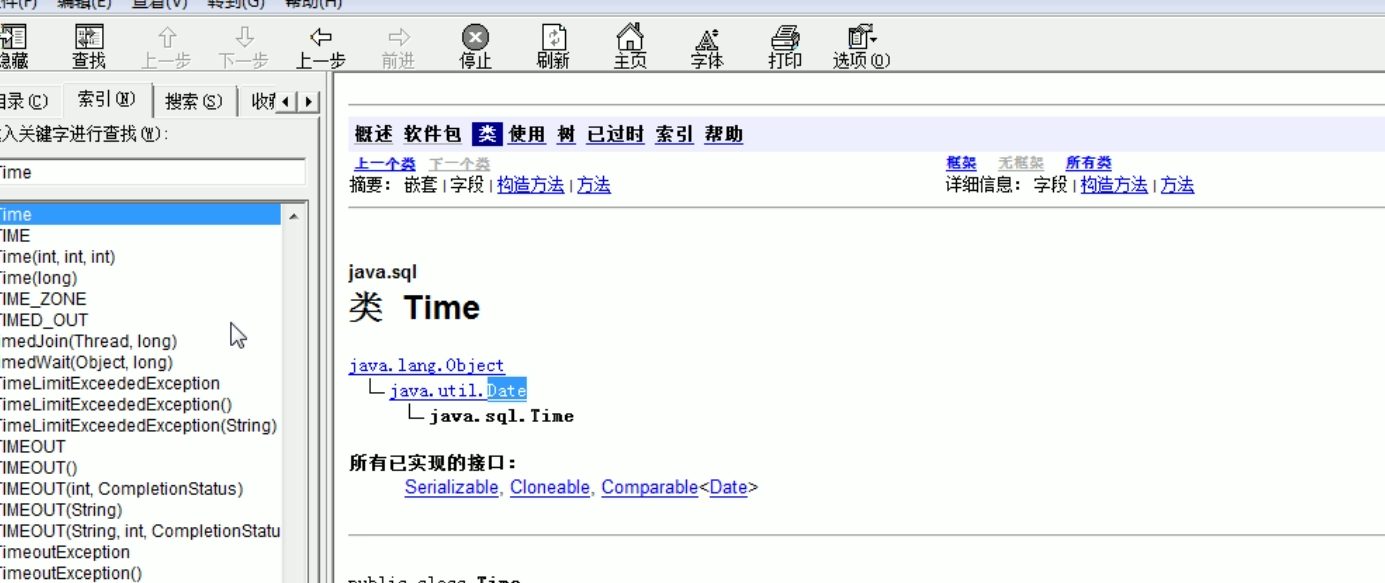 件(F) 编辑(E) 查看(V) 转到(G) 帮助(H)
隐藏 查找 上一步 下一步 上一步 前进 停止 刷新 主页 字体 打印 选项(O)
目录(C) 索引(N) 搜索(S) 收藏
入关键字进行查找(W):
Time
Time
TIME
Time(int, int, int)
Time(long)
TIME_ZONE
TIMED_OUT
imedJoin(Thread, long)
imedWait(Object, long)
TimeLimitExceededException
TimeLimitExceededException()
TimeLimitExceededException(String)
TIMEOUT
TIMEOUT()
TIMEOUT(int, CompletionStatus)
TIMEOUT(String)
TIMEOUT(String, int, CompletionStatu
TimeoutException
TimeoutException()
概述 软件包 类 使用 树 已过时 索引 帮助
上一个类 下一个类 框架 无框架 所有类
摘要: 嵌套 | 字段 | 构造方法 | 方法 详细信息: 字段 | 构造方法 | 方法
java.sql
类 Time
java.lang.Object
java.util.Date
java.sql.Time
所有已实现的接口:
Serializable, Cloneable, Comparable<Date>
public class Time